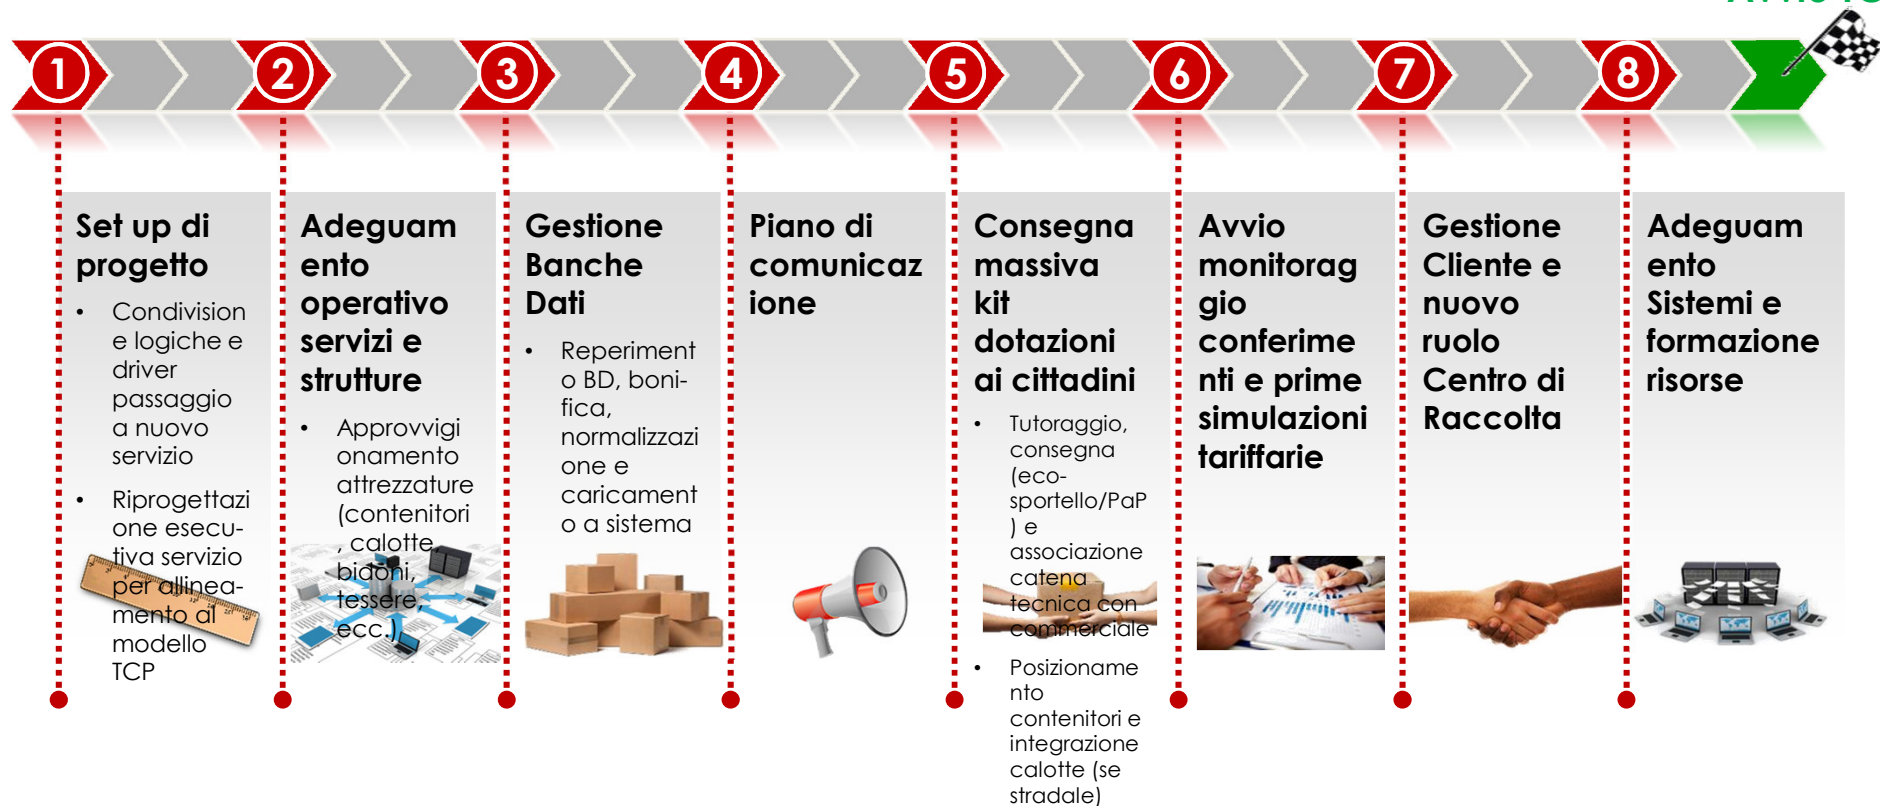 1
2
3
4
5
6
7
8
Set up di
progetto
• Condivision
e logiche e
driver
passaggio
a nuovo
servizio
• Riprogettazi
one esecu-
tiva servizio
per allinea-
mento al
modello
TCP
Adeguam
ento
operativo
servizi e
strutture
• Approvvigi
onamento
attrezzature
(contenitori
, calotte,
bidoni,
tessere,
ecc.)
Gestione
Banche
Dati
• Reperiment
o BD, boni-
fica,
normalizzazi
one e
caricament
o a sistema
Piano di
comunicaz
ione
Consegna
massiva
kit
dotazioni
ai cittadini
• Tutoraggio,
consegna
(eco-
sportello/PaP
) e
associazione
catena
tecnica con
commerciale
• Posizioname
nto
contenitori e
integrazione
calotte (se
stradale)
Avvio
monitorag
gio
conferime
nti e prime
simulazioni
tariffarie
Gestione
Cliente e
nuovo
ruolo
Centro di
Raccolta
Adeguam
ento
Sistemi e
formazione
risorse